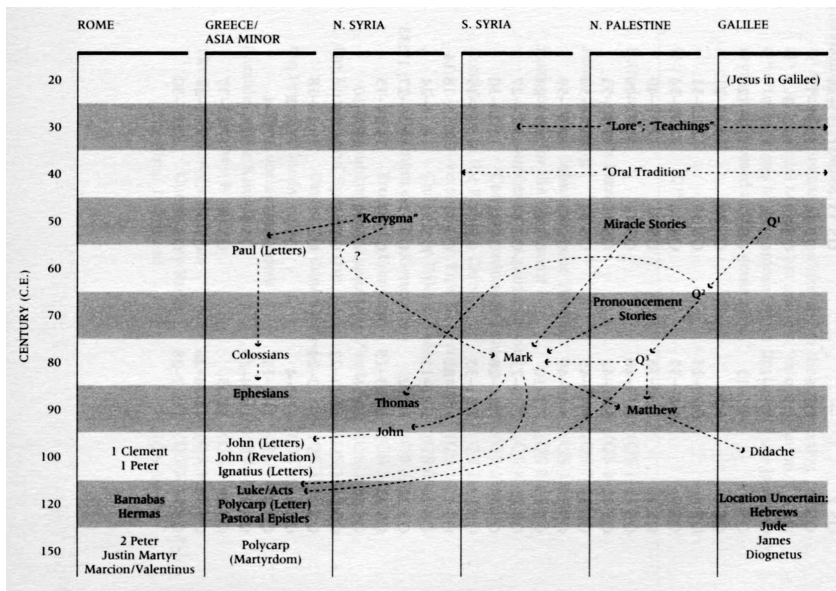 ROME
GREECE/
ASIA MINOR
N. SYRIA
S. SYRIA
N. PALESTINE
GALILEE
CENTURY (C.E.)
20
(Jesus in Galilee)
30
"Lore"; "Teachings"
40
"Oral Tradition"
50
"Kerygma"
Miracle Stories
Q¹
Paul (Letters)
?
60
Q²
70
Pronouncement
Stories
80
Colossians
Mark
Q³
Ephesians
90
Thomas
Matthew
John
100
1 Clement
1 Peter
John (Letters)
John (Revelation)
Ignatius (Letters)
Didache
120
Barnabas
Hermas
Luke/Acts
Polycarp (Letter)
Pastoral Epistles
Location Uncertain:
Hebrews
Jude
James
Diognetus
150
2 Peter
Justin Martyr
Marcion/Valentinus
Polycarp
(Martyrdom)